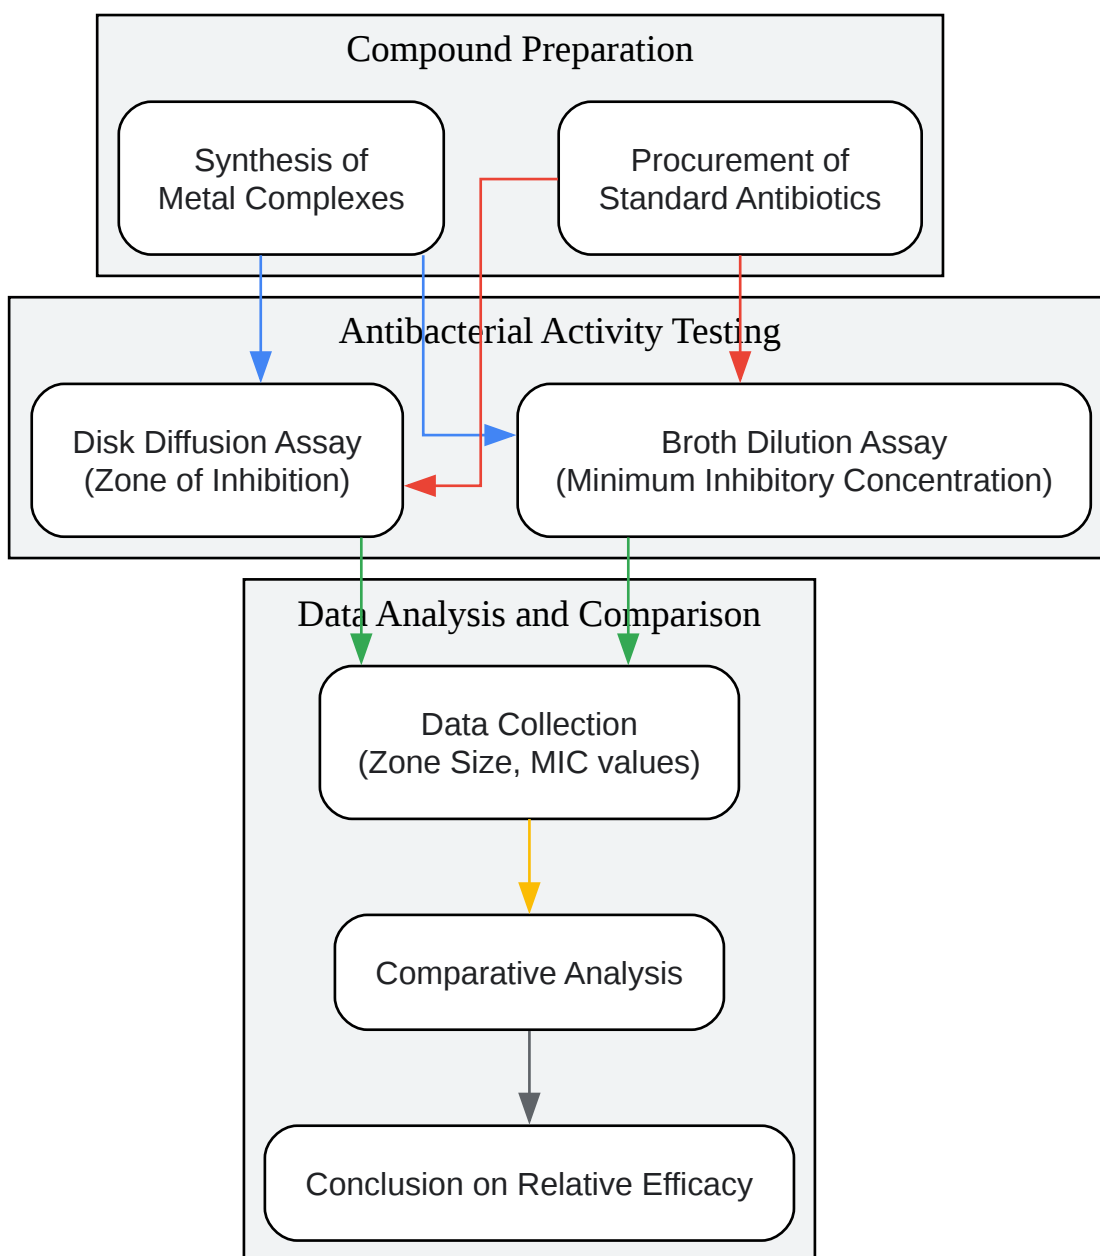 Compound Preparation
Synthesis of
Metal Complexes
Procurement of
Standard Antibiotics
Antibacterial Activity Testing
Disk Diffusion Assay
(Zone of Inhibition)
Broth Dilution Assay
(Minimum Inhibitory Concentration)
Data Analysis and Comparison
Data Collection
(Zone Size, MIC values)
Comparative Analysis
Conclusion on Relative Efficacy